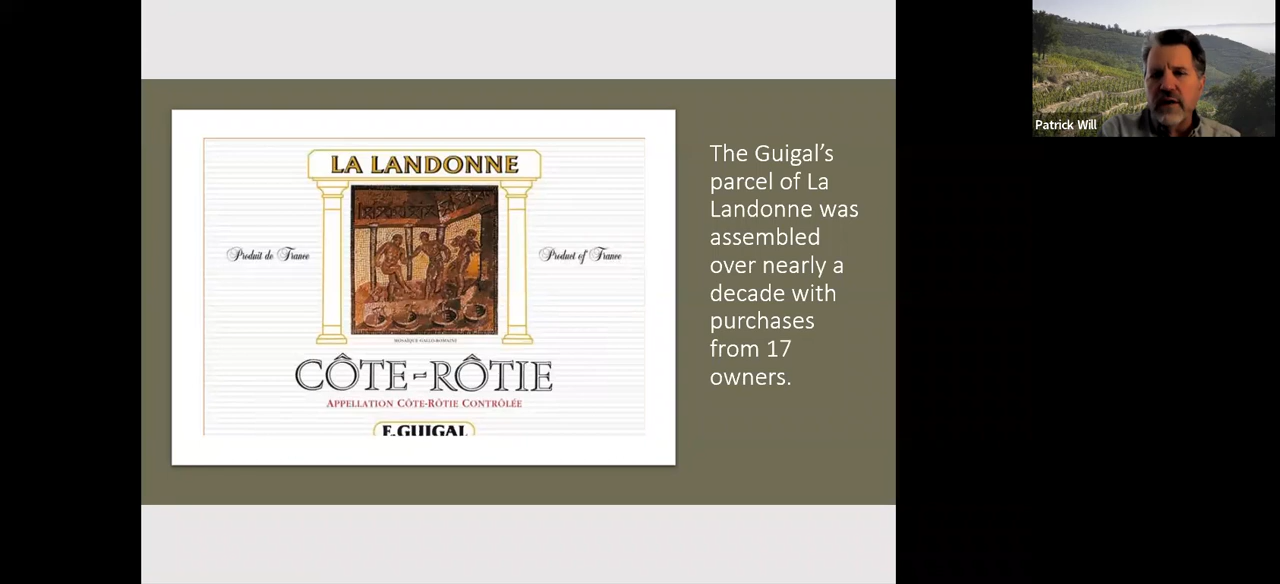 LA LANDONNE
Produit de France
Product of France
MOSAÏQUE GALLO-ROMAINE
CÔTE-RÔTIE
APPELLATION CÔTE-RÔTIE CONTRÔLÉE
E.GUIGAL
The Guigal’s
parcel of La
Landonne was
assembled
over nearly a
decade with
purchases
from 17
owners.
Patrick Will